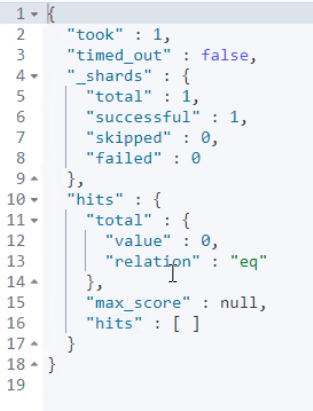 1 {
2 "took" : 1,
3 "timed_out" : false,
4 "_shards" : {
5 "total" : 1,
6 "successful" : 1,
7 "skipped" : 0,
8 "failed" : 0
9 },
10 "hits" : {
11 "total" : {
12 "value" : 0,
13 "relation" : "eq"
14 },
15 "max_score" : null,
16 "hits" : [ ]
17 }
18 }
19